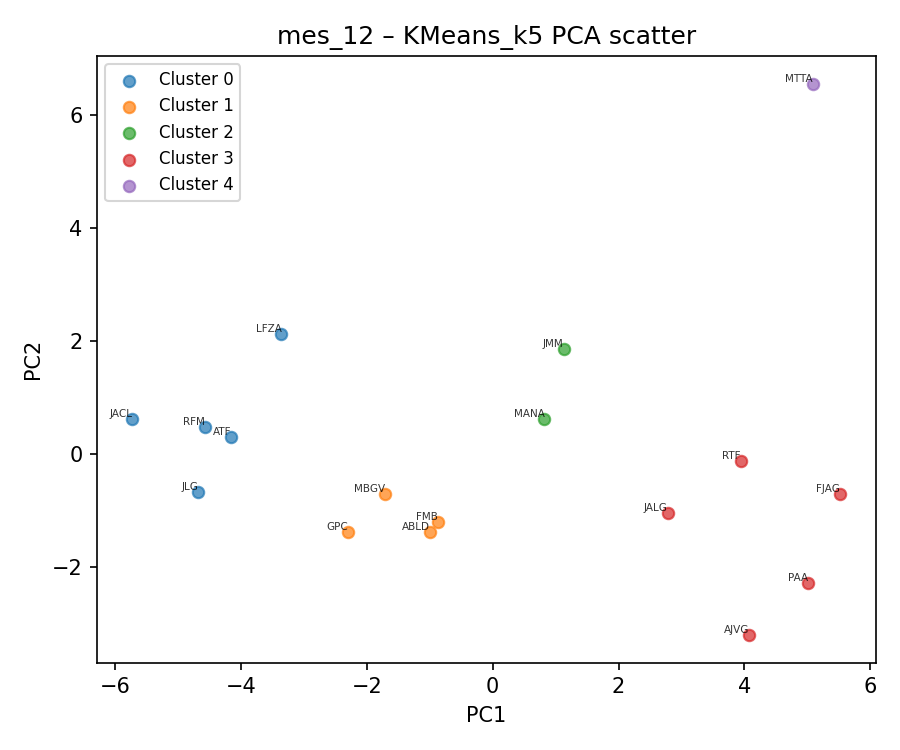 mes_12 – KMeans_k5 PCA scatter
Cluster 0
Cluster 1
Cluster 2
Cluster 3
Cluster 4
MTTA
LFZA
JMM
JACL
RFM
ATF
MANA
JLG
RTF
MBGV
FJAG
GPC
FMB
ABLD
JALG
PAA
AJVG
6
4
2
0
−2
PC2
−6
−4
−2
0
2
4
6
PC1